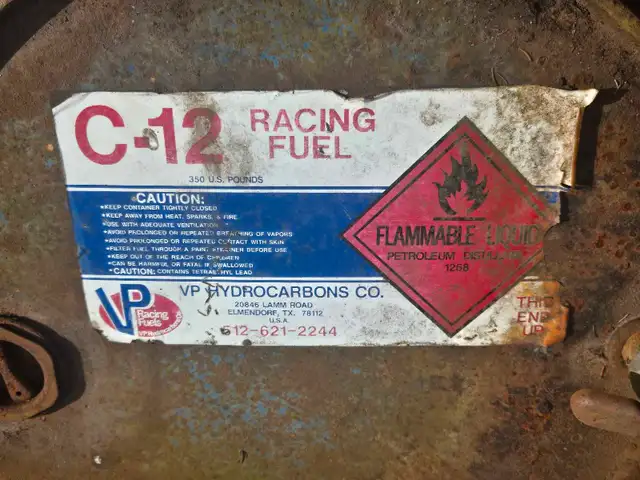 C-12 RACING FUEL
350 U.S. POUNDS
CAUTION:
•KEEP CONTAINER TIGHTLY CLOSED
•KEEP AWAY FROM HEAT, SPARKS, & FIRE
•USE WITH ADEQUATE VENTILATION
•AVOID PROLONGED OR REPEATED BREATHING OF VAPORS
•AVOID PROLONGED OR REPEATED CONTACT WITH SKIN
•FILTER FUEL THROUGH A PAINT STRAINER BEFORE USE
•KEEP OUT OF THE REACH OF CHILDREN
•CAN BE HARMFUL OR FATAL IF SWALLOWED
•CAUTION: CONTAINS TETRAETHYL LEAD
FLAMMABLE LIQUID
PETROLEUM
1268
VP HYDROCARBONS CO.
20846 LAMM ROAD
ELMENDORF, TX. 78112
U.S.A.
512-621-2244
VP
Racing
Fuels
THIS
END
UP